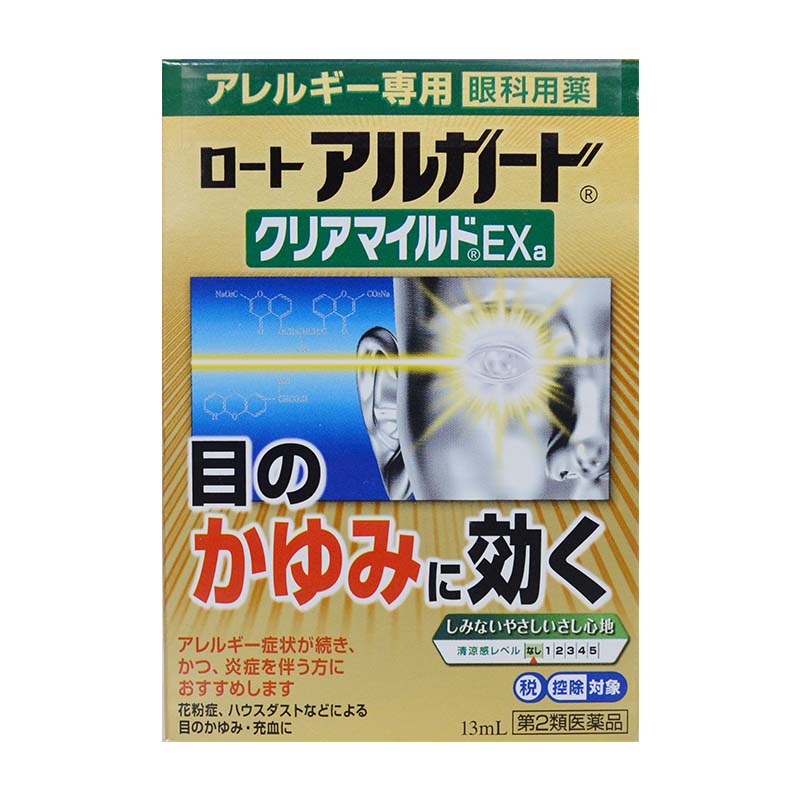 アレルギー専用 眼科用薬
ロート アルガード®
クリアマイルド®EXa
NaO2C
CO2Na
目の
かゆみに効く
しみないやさしいさし心地
清涼感レベル なし 1 2 3 4 5
アレルギー症状が続き、
かつ、炎症を伴う方に
おすすめします
税 控除 対象
花粉症、ハウスダストなどによる
目のかゆみ・充血に
13mL 第2類医薬品